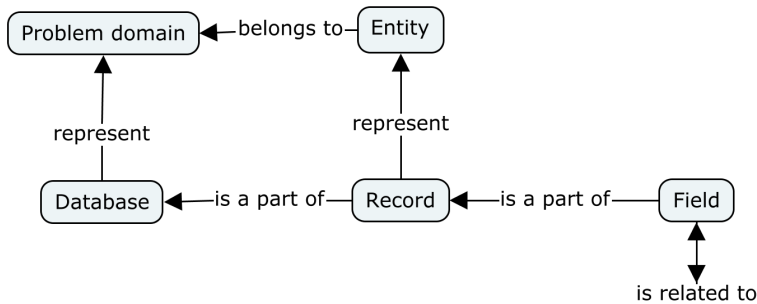 Problem domain
belongs to
Entity
represent
represent
Database
is a part of
Record
is a part of
Field
is related to